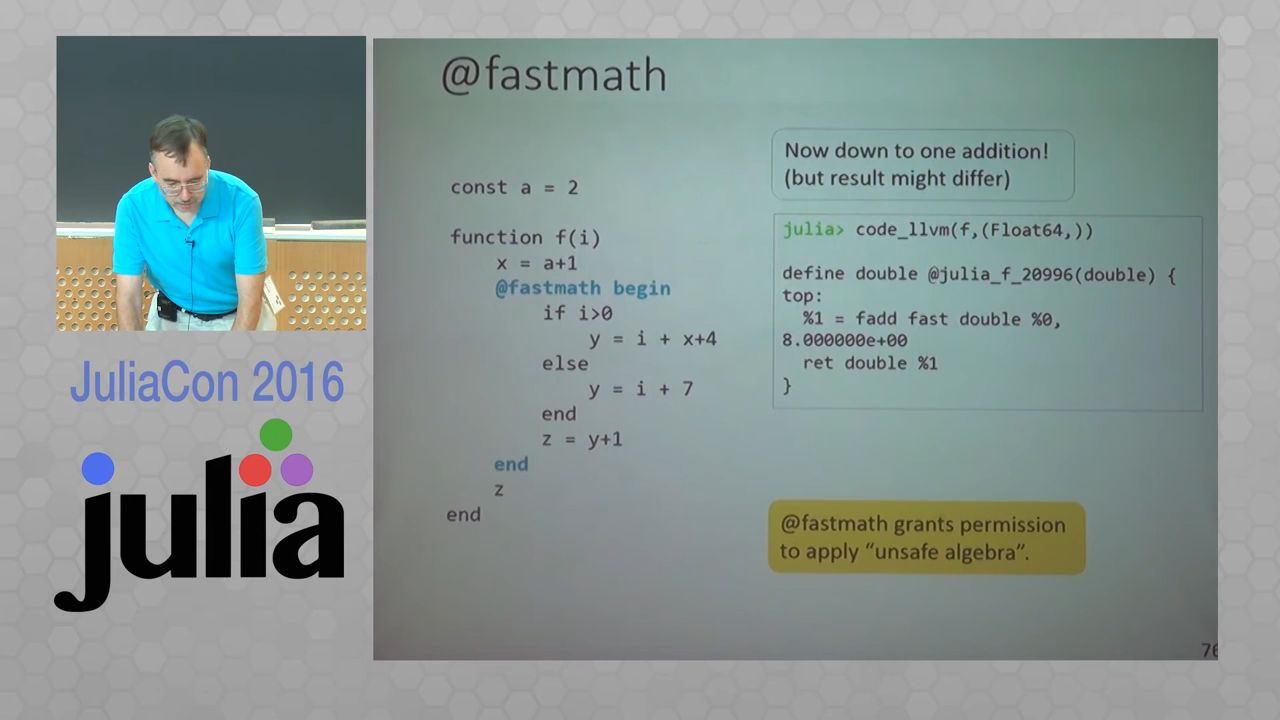 @fastmath
const a = 2
function f(i)
x = a+1
@fastmath begin
if i>0
y = i + x+4
else
y = i + 7
end
z = y+1
end
z
end
Now down to one addition!
(but result might differ)
julia> code_llvm(f,(Float64,))
define double @julia_f_20996(double) {
top:
%1 = fadd fast double %0,
8.000000e+00
ret double %1
}
@fastmath grants permission
to apply “unsafe algebra”.
76
JuliaCon 2016
julia